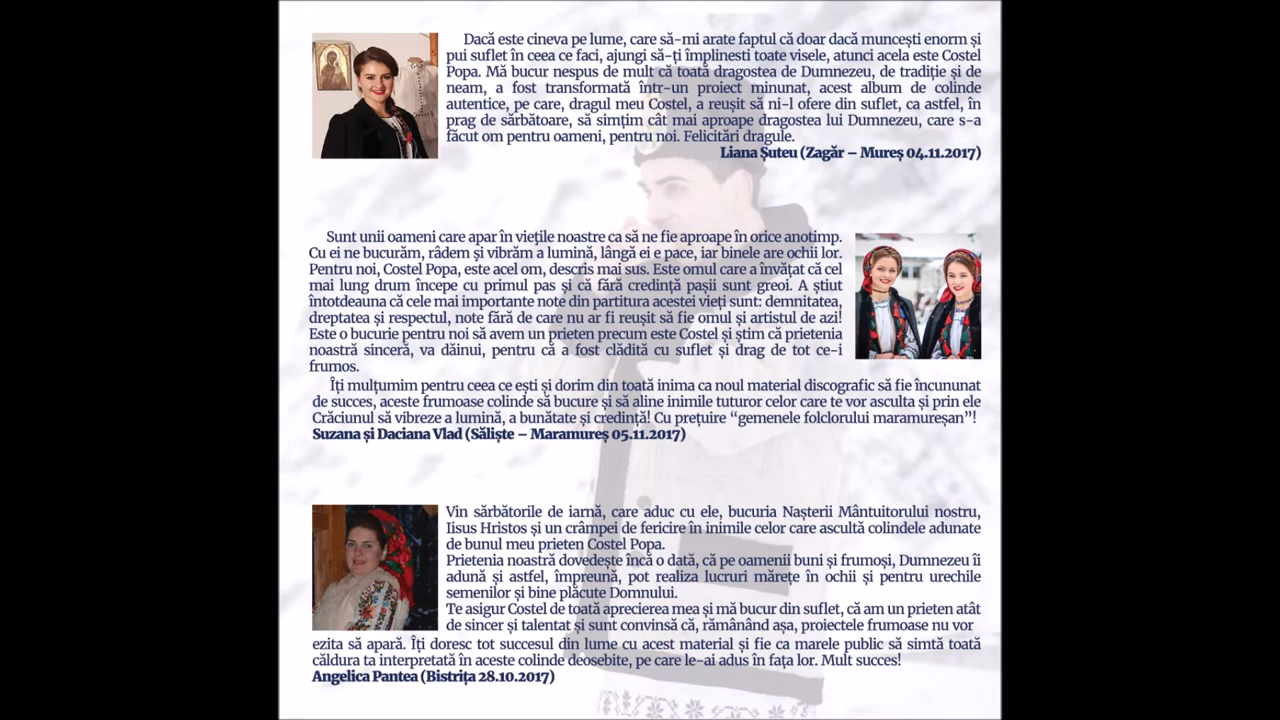 Dacă este cineva pe lume, care să-mi arate faptul că doar dacă muncești enorm și
pui suflet în ceea ce faci, ajungi să-ți împlinesti toate visele, atunci acela este Costel
Popa. Mă bucur nespus de mult că toată dragostea de Dumnezeu, de tradiție și de
neam, a fost transformată într-un proiect minunat, acest album de colinde
autentice, pe care, dragul meu Costel, a reușit să ni-l ofere din suflet, ca astfel, în
prag de sărbătoare, să simțim cât mai aproape dragostea lui Dumnezeu, care s-a
făcut om pentru oameni, pentru noi. Felicitări dragule.
Liana Șuteu (Zagăr – Mureș 04.11.2017)
Sunt unii oameni care apar în viețile noastre ca să ne fie aproape în orice anotimp.
Cu ei ne bucurăm, râdem şi vibrăm a lumină, lângă ei e pace, iar binele are ochii lor.
Pentru noi, Costel Popa, este acel om, descris mai sus. Este omul care a învățat că cel
mai lung drum începe cu primul pas și că fără credință pașii sunt greoi. A știut
întotdeauna că cele mai importante note din partitura acestei vieți sunt: demnitatea,
dreptatea și respectul, note fără de care nu ar fi reușit să fie omul și artistul de azi!
Este o bucurie pentru noi să avem un prieten precum este Costel și știm că prietenia
noastră sinceră, va dăinui, pentru că a fost clădită cu suflet și drag de tot ce-i
frumos.
Îți mulțumim pentru ceea ce ești și dorim din toată inima ca noul material discografic să fie încununat
de succes, aceste frumoase colinde să bucure și să aline inimile tuturor celor care te vor asculta și prin ele
Crăciunul să vibreze a lumină, a bunătate și credință! Cu prețuire “gemenele folclorului maramureșan”!
Suzana și Daciana Vlad (Săliște – Maramureș 05.11.2017)
Vin sărbătorile de iarnă, care aduc cu ele, bucuria Nașterii Mântuitorului nostru,
Iisus Hristos și un crâmpei de fericire în inimile celor care ascultă colindele adunate
de bunul meu prieten Costel Popa.
Prietenia noastră dovedește încă o dată, că pe oamenii buni și frumoși, Dumnezeu îi
adună și astfel, împreună, pot realiza lucruri mărețe în ochii și pentru urechile
semenilor și bine plăcute Domnului.
Te asigur Costel de toată aprecierea mea și mă bucur din suflet, că am un prieten atât
de sincer și talentat și sunt convinsă că, rămânând așa, proiectele frumoase nu vor
ezita să apară. Îți doresc tot succesul din lume cu acest material și fie ca marele public să simtă toată
căldura ta interpretată în aceste colinde deosebite, pe care le-ai adus în fața lor. Mult succes!
Angelica Pantea (Bistrița 28.10.2017)